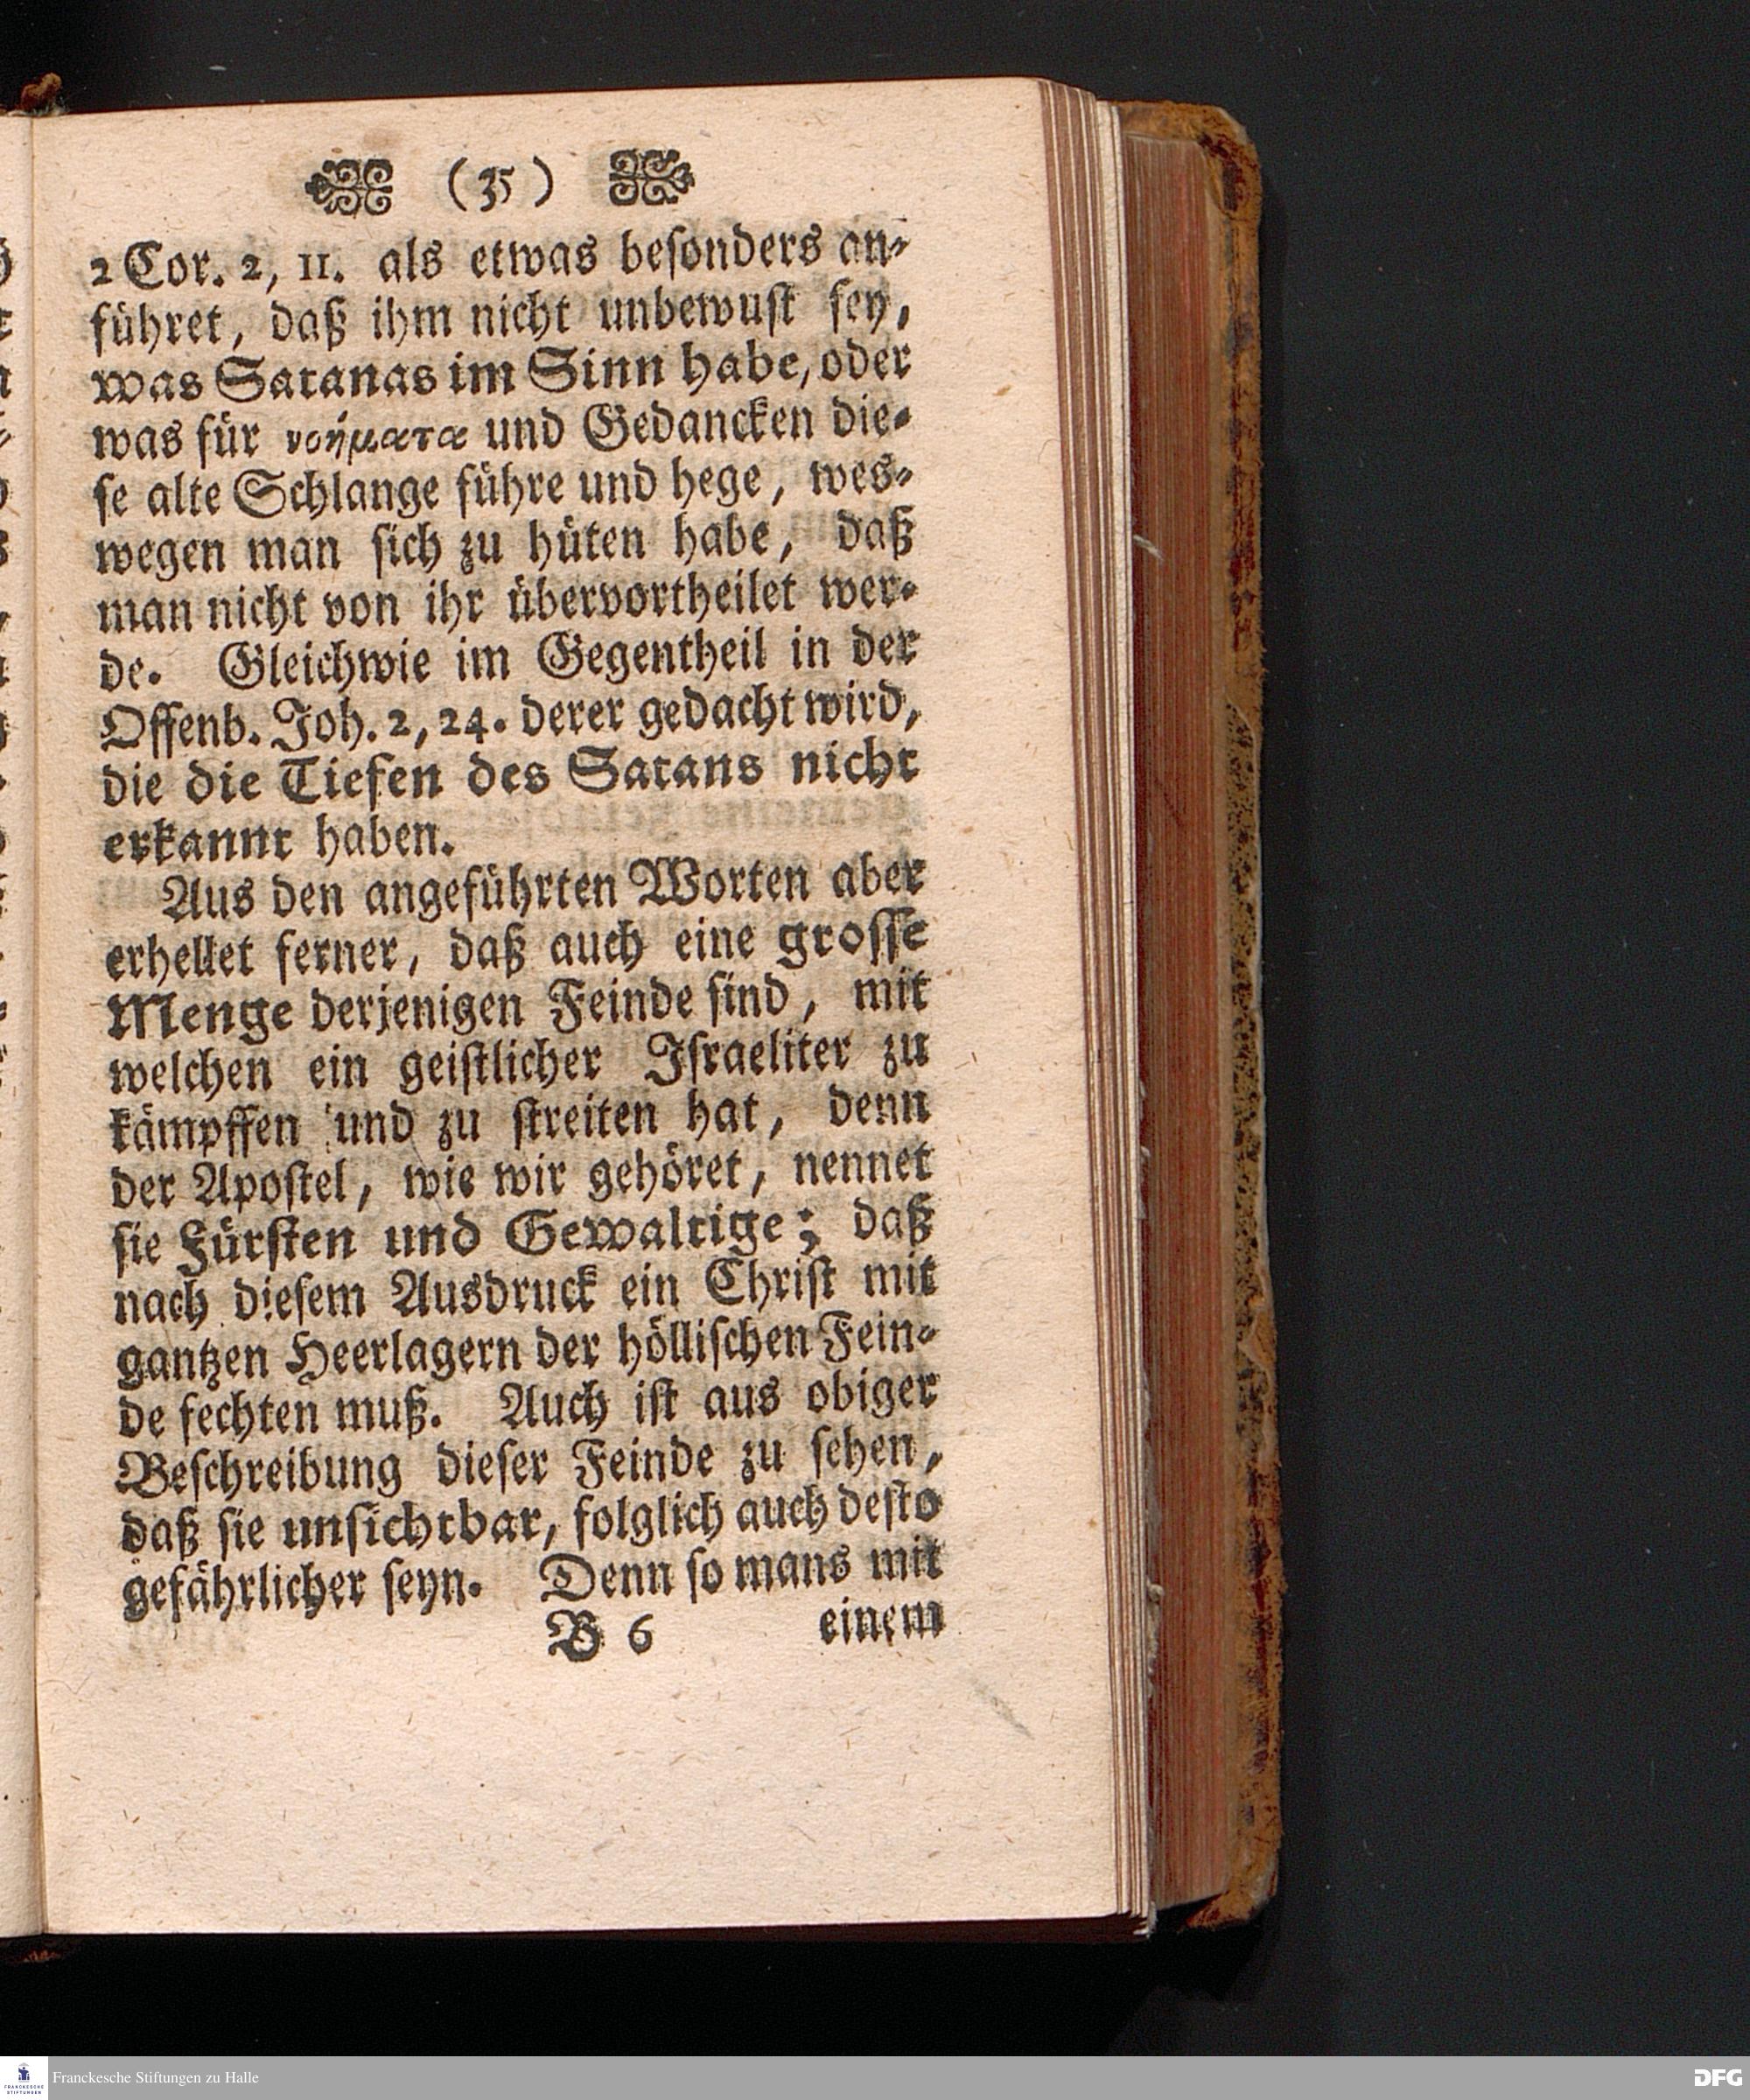 (35)
2 Cor. 2, 11. als etwas besonders an-
führet, daß ihm nicht unbewust sey,
was Satanas im Sinn habe, oder
was für νοήματα und Gedancken die-
se alte Schlange führe und hege, wes-
wegen man sich zu hüten habe, daß
man nicht von ihr übervortheilet wer-
de. Gleichwie im Gegentheil in der
Offenb. Joh. 2, 24. derer gedacht wird,
die die Tiefen des Satans nicht
erkannt haben.
Aus den angeführten Worten aber
erhellet ferner, daß auch eine grosse
Menge derjenigen Feinde sind, mit
welchen ein geistlicher Israeliter zu
kämpffen und zu streiten hat, denn
der Apostel, wie wir gehöret, nennet
sie Fürsten und Gewaltige; daß
nach diesem Ausdruck ein Christ mit
gantzen Heerlagern der höllischen Fein-
de fechten muß. Auch ist aus obiger
Beschreibung dieser Feinde zu sehen,
daß sie unsichtbar, folglich auch desto
gefährlicher seyn. Denn so mans mit
B 6 einem
FRANCKESCHE STIFTUNGEN
Franckesche Stiftungen zu Halle
DFG